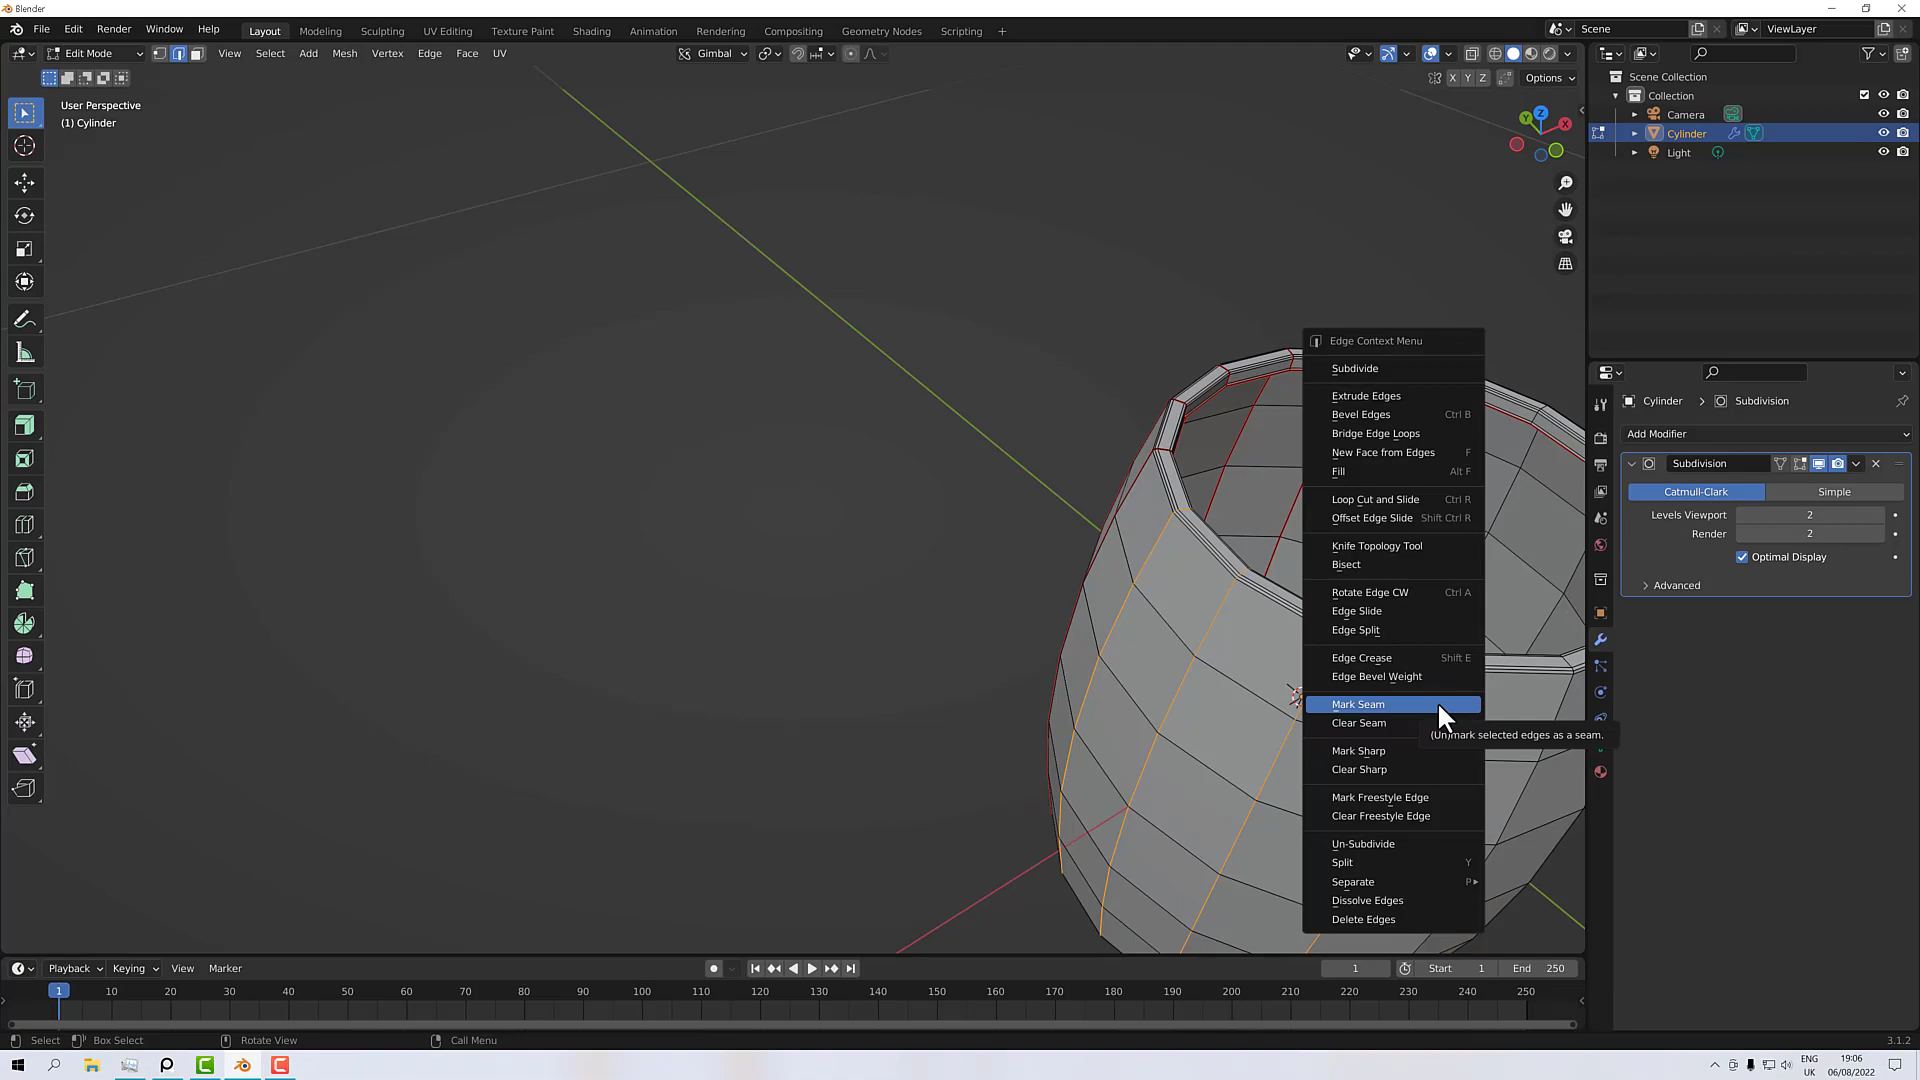 Blender
File Edit Render Window Help
Layout Modeling Sculpting UV Editing Texture Paint Shading Animation Rendering Compositing Geometry Nodes Scripting +
Scene
ViewLayer
Edit Mode
View Select Add Mesh Vertex Edge Face UV
Gimbal
X Y Z Options
User Perspective
(1) Cylinder
Z
Y
X
Scene Collection
Collection
Camera
Cylinder
Light
Cylinder > Subdivision
Add Modifier
Subdivision
Catmull-Clark Simple
Levels Viewport 2
Render 2
Optimal Display
Advanced
Edge Context Menu
Subdivide
Extrude Edges
Bevel Edges Ctrl B
Bridge Edge Loops
New Face from Edges F
Fill Alt F
Loop Cut and Slide Ctrl R
Offset Edge Slide Shift Ctrl R
Knife Topology Tool
Bisect
Rotate Edge CW Ctrl A
Edge Slide
Edge Split
Edge Crease Shift E
Edge Bevel Weight
Mark Seam
Clear Seam
(Un)mark selected edges as a seam.
Mark Sharp
Clear Sharp
Mark Freestyle Edge
Clear Freestyle Edge
Un-Subdivide
Split Y
Separate P
Dissolve Edges
Delete Edges
Playback Keying View Marker
1 Start 1 End 250
1 10 20 30 40 50 60 70 80 90 100 110 120 130 140 150 160 170 180 190 200 210 220 230 240 250
Select Box Select Rotate View Call Menu
3.1.2
ENG
UK
19:06
06/08/2022